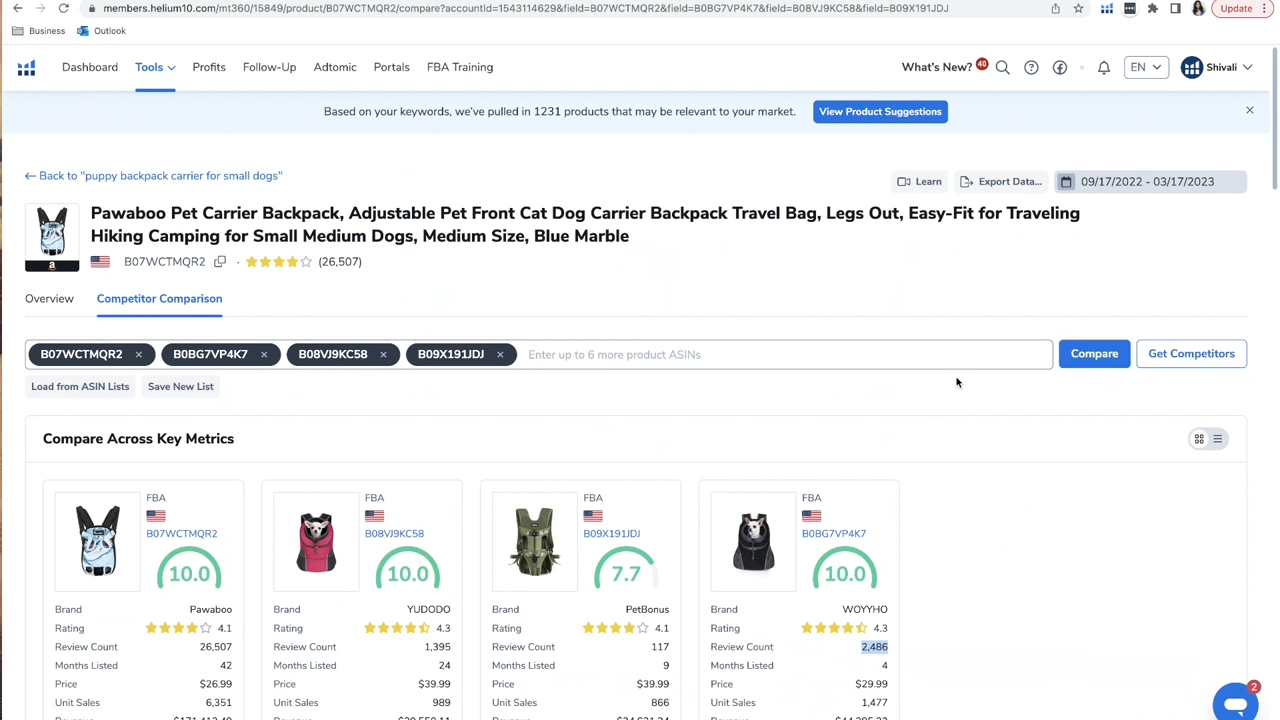 members.helium10.com/mt360/15849/product/B07WCTMQR2/compare?accountId=1543114629&field=B07WCTMQR2&field=B0BG7VP4K7&field=B08VJ9KC58&field=B09X191JDJ
Update
Business Outlook
Dashboard Tools Profits Follow-Up Adtomic Portals FBA Training What's New? 40 EN Shivali
Based on your keywords, we've pulled in 1231 products that may be relevant to your market. View Product Suggestions
← Back to "puppy backpack carrier for small dogs"
Learn Export Data... 09/17/2022 - 03/17/2023
Pawaboo Pet Carrier Backpack, Adjustable Pet Front Cat Dog Carrier Backpack Travel Bag, Legs Out, Easy-Fit for Traveling
Hiking Camping for Small Medium Dogs, Medium Size, Blue Marble
a
B07WCTMQR2 · (26,507)
Overview Competitor Comparison
B07WCTMQR2 × B0BG7VP4K7 × B08VJ9KC58 × B09X191JDJ × Enter up to 6 more product ASINs Compare Get Competitors
Load from ASIN Lists Save New List
Compare Across Key Metrics
FBA FBA FBA FBA
B07WCTMQR2 B08VJ9KC58 B09X191JDJ B0BG7VP4K7
10.0 10.0 7.7 10.0
Brand Pawaboo Brand YUDODO Brand PetBonus Brand WOYYHO
Rating 4.1 Rating 4.3 Rating 4.1 Rating 4.3
Review Count 26,507 Review Count 1,395 Review Count 117 Review Count 2,486
Months Listed 42 Months Listed 24 Months Listed 9 Months Listed 4
Price $26.99 Price $39.99 Price $39.99 Price $29.99
Unit Sales 6,351 Unit Sales 989 Unit Sales 866 Unit Sales 1,477
2